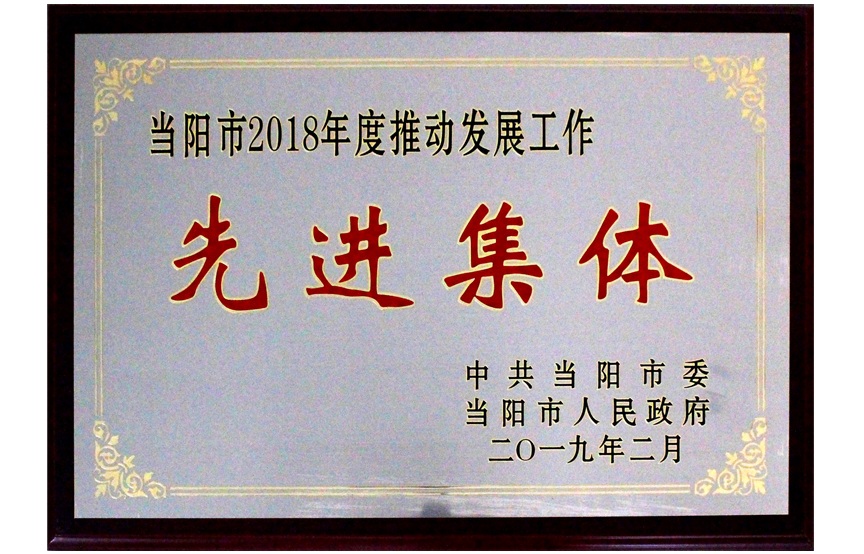 当阳市2018年度推动发展工作
先进集体
中共当阳市委
当阳市人民政府
二〇一九年二月